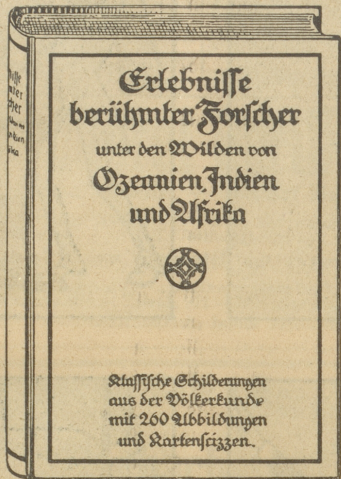 Erlebnisse
berühmter Forscher
unter den Wilden von
Ozeanien, Indien
und Afrika
Klassische Schilderungen
aus der Völkerkunde
mit 260 Abbildungen
und Kartenscizzen.